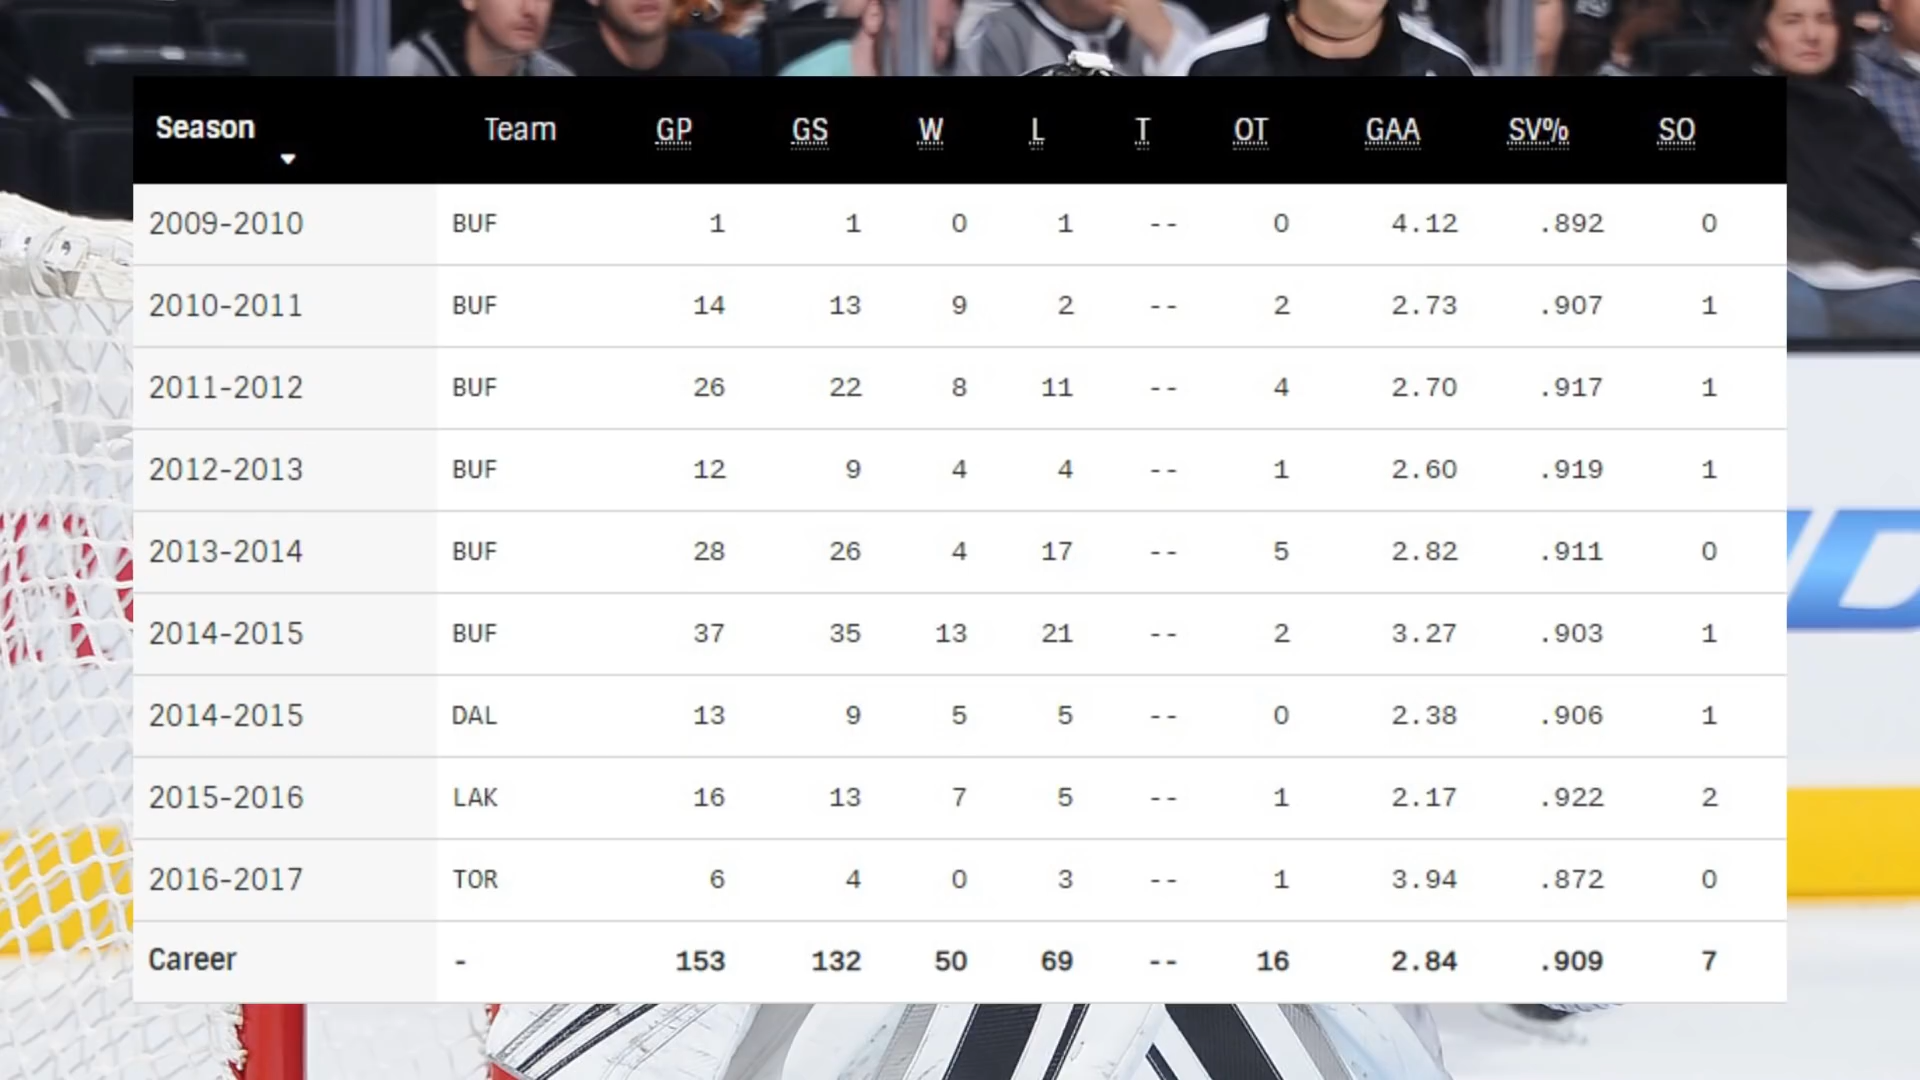 Season Team GP GS W L T OT GAA SV% SO
2009-2010 BUF 1 1 0 1 -- 0 4.12 .892 0
2010-2011 BUF 14 13 9 2 -- 2 2.73 .907 1
2011-2012 BUF 26 22 8 11 -- 4 2.70 .917 1
2012-2013 BUF 12 9 4 4 -- 1 2.60 .919 1
2013-2014 BUF 28 26 4 17 -- 5 2.82 .911 0
2014-2015 BUF 37 35 13 21 -- 2 3.27 .903 1
2014-2015 DAL 13 9 5 5 -- 0 2.38 .906 1
2015-2016 LAK 16 13 7 5 -- 1 2.17 .922 2
2016-2017 TOR 6 4 0 3 -- 1 3.94 .872 0
Career - 153 132 50 69 -- 16 2.84 .909 7